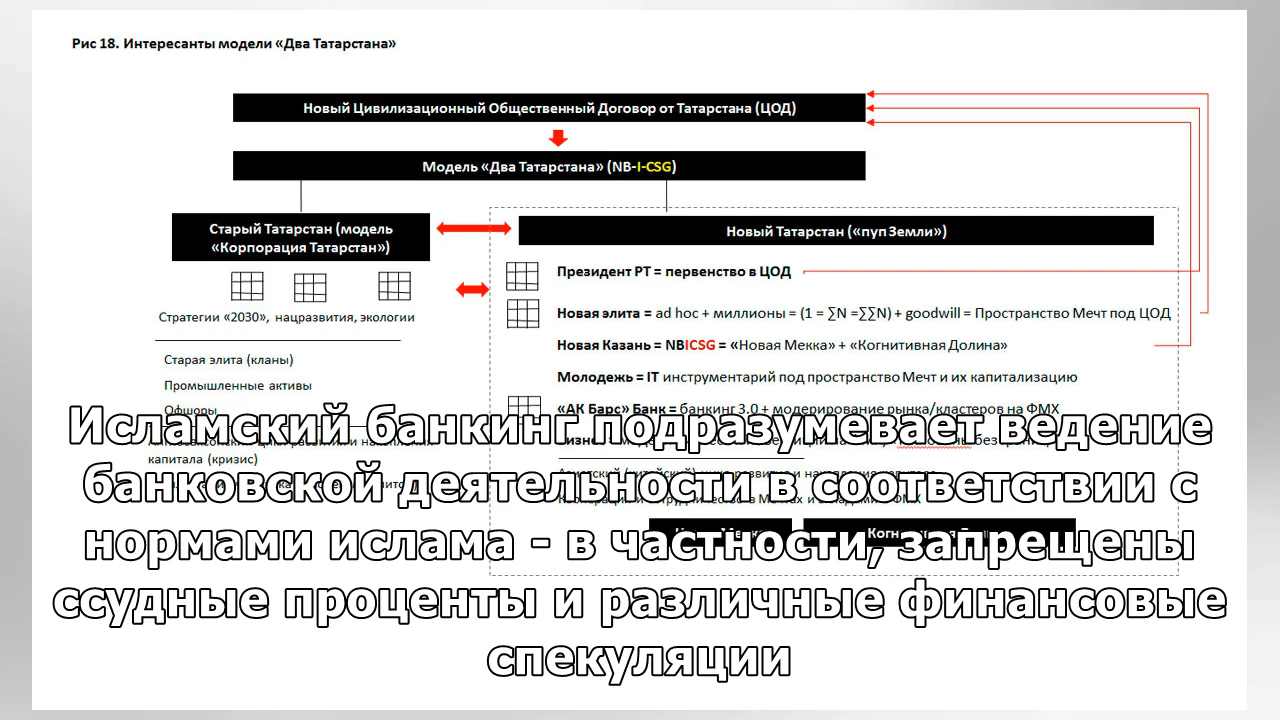 Рис 18. Интересанты модели «Два Татарстана»
Новый Цивилизационный Общественный Договор от Татарстана (ЦОД)
Модель «Два Татарстана» (NB-I-CSG)
Старый Татарстан (модель
«Корпорация Татарстан»)
Новый Татарстан («пуп Земли»)
Президент РТ = первенство в ЦОД
Стратегии «2030», нацразвития, экологии
Новая элита = ad hoc + миллионы = (1 = ∑N =∑∑N) + goodwill = Пространство Мечт под ЦОД
Новая Казань = NBICSG = «Новая Мекка» + «Когнитивная Долина»
Старая элита (кланы)
Промышленные активы
Молодежь = IT инструментарий под пространство Мечт и их капитализацию
Офшоры
«АК Барс» Банк = банкинг 3.0 + модерирование рынка/кластеров на ФМХ
капитала (кризис)
Исламский банкинг подразумевает ведение
банковской деятельности в соответствии с
нормами ислама - в частности, запрещены
ссудные проценты и различные финансовые
спекуляции